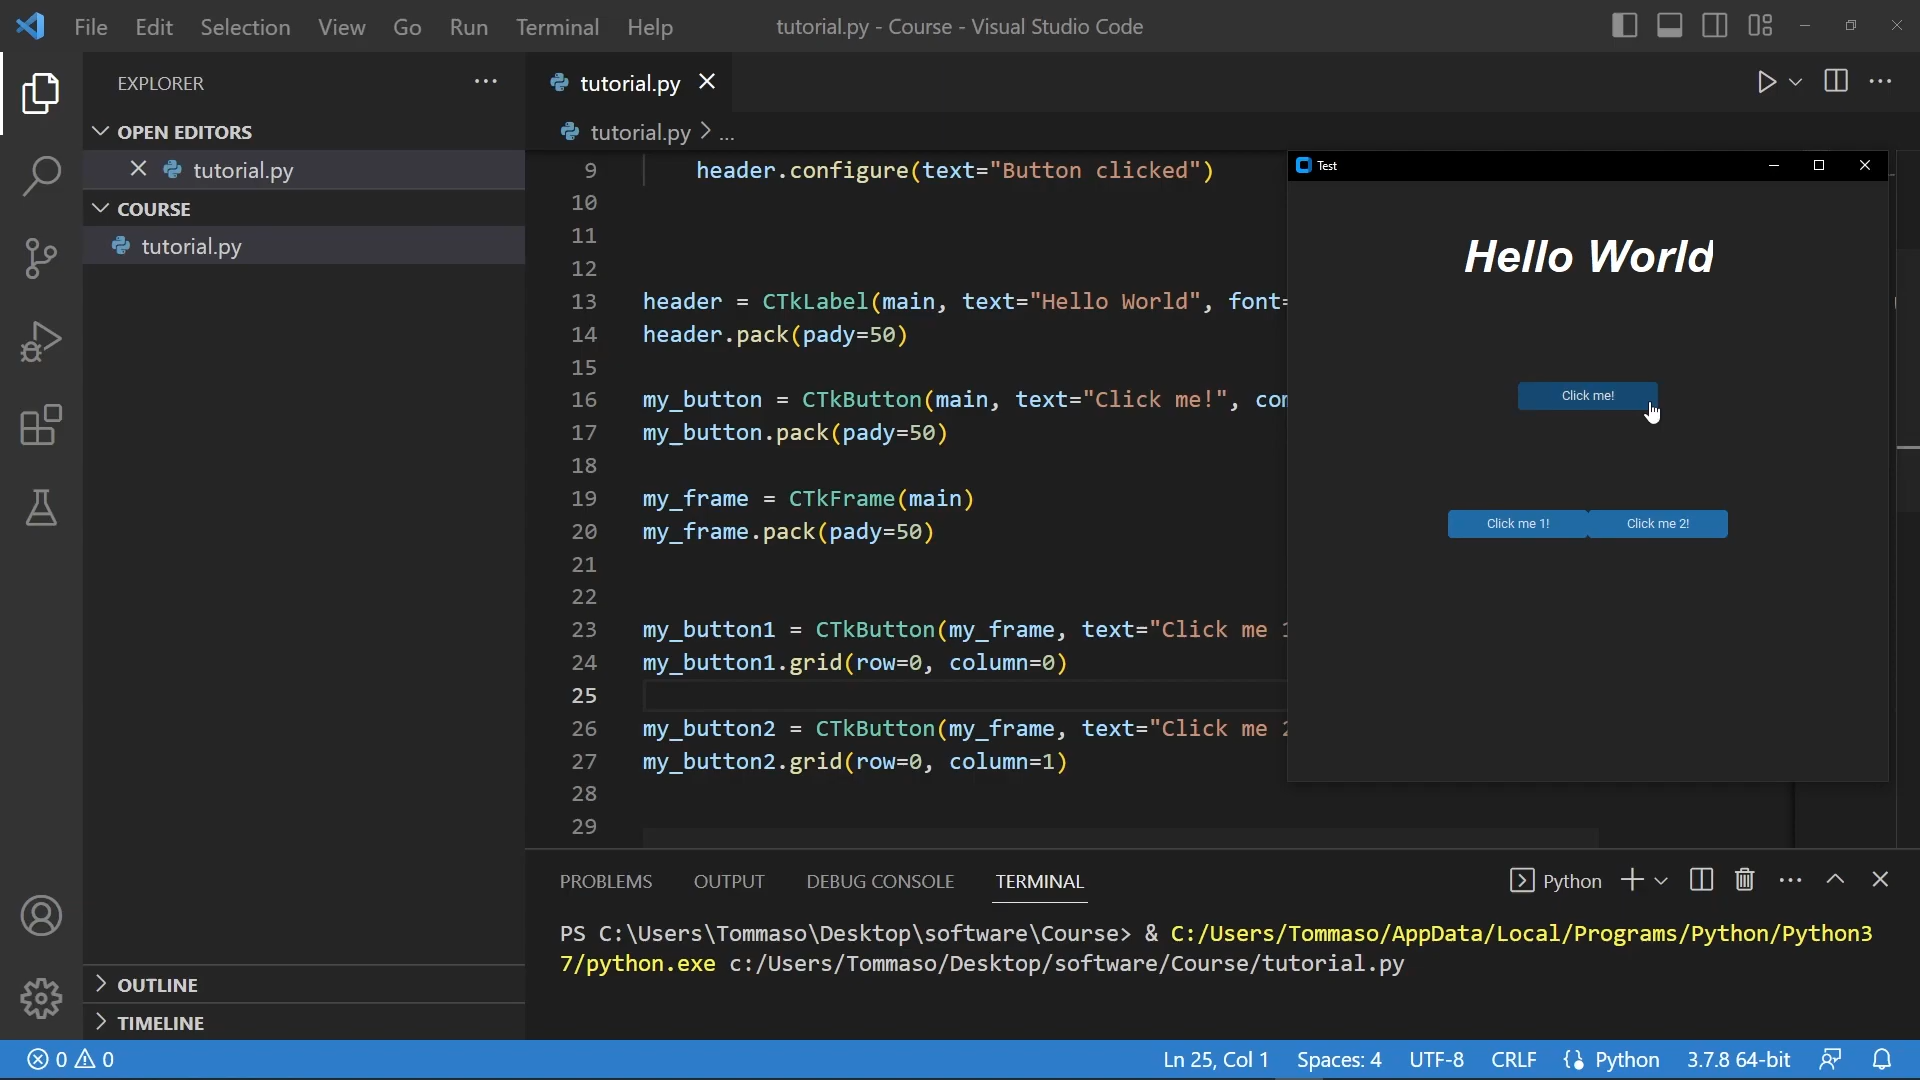 File Edit Selection View Go Run Terminal Help
tutorial.py - Course - Visual Studio Code
EXPLORER
OPEN EDITORS
tutorial.py
COURSE
tutorial.py
OUTLINE
TIMELINE
tutorial.py
tutorial.py > ...
9 header.configure(text="Button clicked")
10
11
12
13 header = CTkLabel(main, text="Hello World", font=
14 header.pack(pady=50)
15
16 my_button = CTkButton(main, text="Click me!", com
17 my_button.pack(pady=50)
18
19 my_frame = CTkFrame(main)
20 my_frame.pack(pady=50)
21
22
23 my_button1 = CTkButton(my_frame, text="Click me 1
24 my_button1.grid(row=0, column=0)
25
26 my_button2 = CTkButton(my_frame, text="Click me 2
27 my_button2.grid(row=0, column=1)
28
29
Test
Hello World
Click me!
Click me 1! Click me 2!
PROBLEMS OUTPUT DEBUG CONSOLE TERMINAL
Python
PS C:\Users\Tommaso\Desktop\software\Course> & C:/Users/Tommaso/AppData/Local/Programs/Python/Python3
7/python.exe c:/Users/Tommaso/Desktop/software/Course/tutorial.py
0 0
Ln 25, Col 1 Spaces: 4 UTF-8 CRLF Python 3.7.8 64-bit